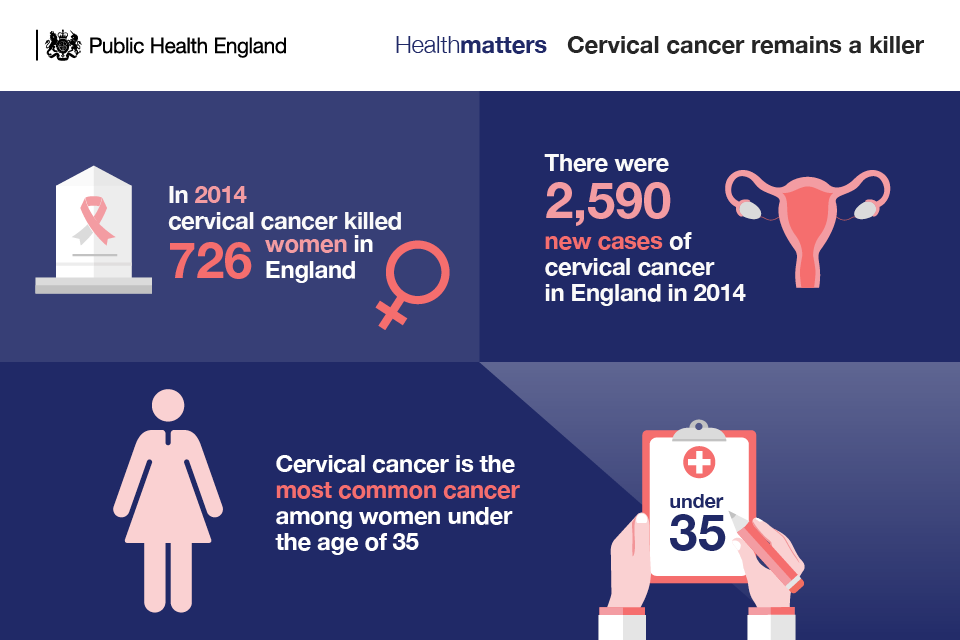 Public Health England
Healthmatters Cervical cancer remains a killer
In 2014
cervical cancer killed
726 women in
England
There were
2,590
new cases of
cervical cancer
in England in 2014
Cervical cancer is the
most common cancer
among women under
the age of 35
under
35